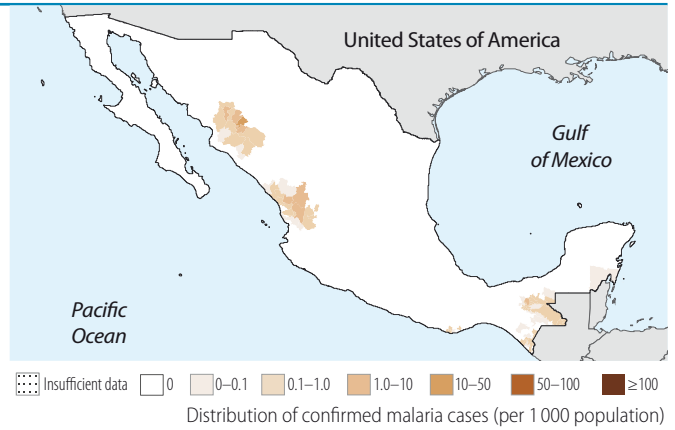 United States of America
Gulf
of Mexico
Pacific
Ocean
Insufficient data 0 0–0.1 0.1–1.0 1.0–10 10–50 50–100 ≥100
Distribution of confirmed malaria cases (per 1 000 population)